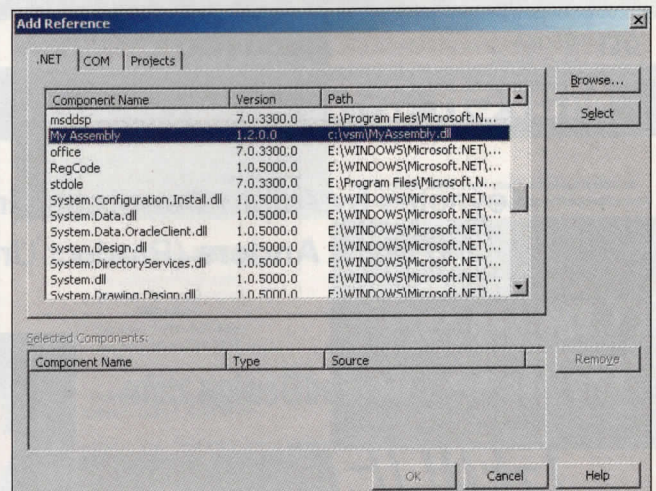 Add Reference
.NET COM Projects
Browse...
Select
Component Name Version Path
msddsp 7.0.3300.0 E:\Program Files\Microsoft.N...
My Assembly 1.2.0.0 c:\vsm\MyAssembly.dll
office 7.0.3300.0 E:\WINDOWS\Microsoft.NET\...
RegCode 1.0.5000.0 E:\WINDOWS\Microsoft.NET\...
stdole 7.0.3300.0 E:\Program Files\Microsoft.N...
System.Configuration.Install.dll 1.0.5000.0 E:\WINDOWS\Microsoft.NET\...
System.Data.dll 1.0.5000.0 E:\WINDOWS\Microsoft.NET\...
System.Data.OracleClient.dll 1.0.5000.0 E:\WINDOWS\Microsoft.NET\...
System.Design.dll 1.0.5000.0 E:\WINDOWS\Microsoft.NET\...
System.DirectoryServices.dll 1.0.5000.0 E:\WINDOWS\Microsoft.NET\...
System.dll 1.0.5000.0 E:\WINDOWS\Microsoft.NET\...
System.Drawing.Design.dll 1.0.5000.0 E:\WINDOWS\Microsoft.NET\...
Selected Components:
Component Name Type Source
Remove
OK Cancel Help